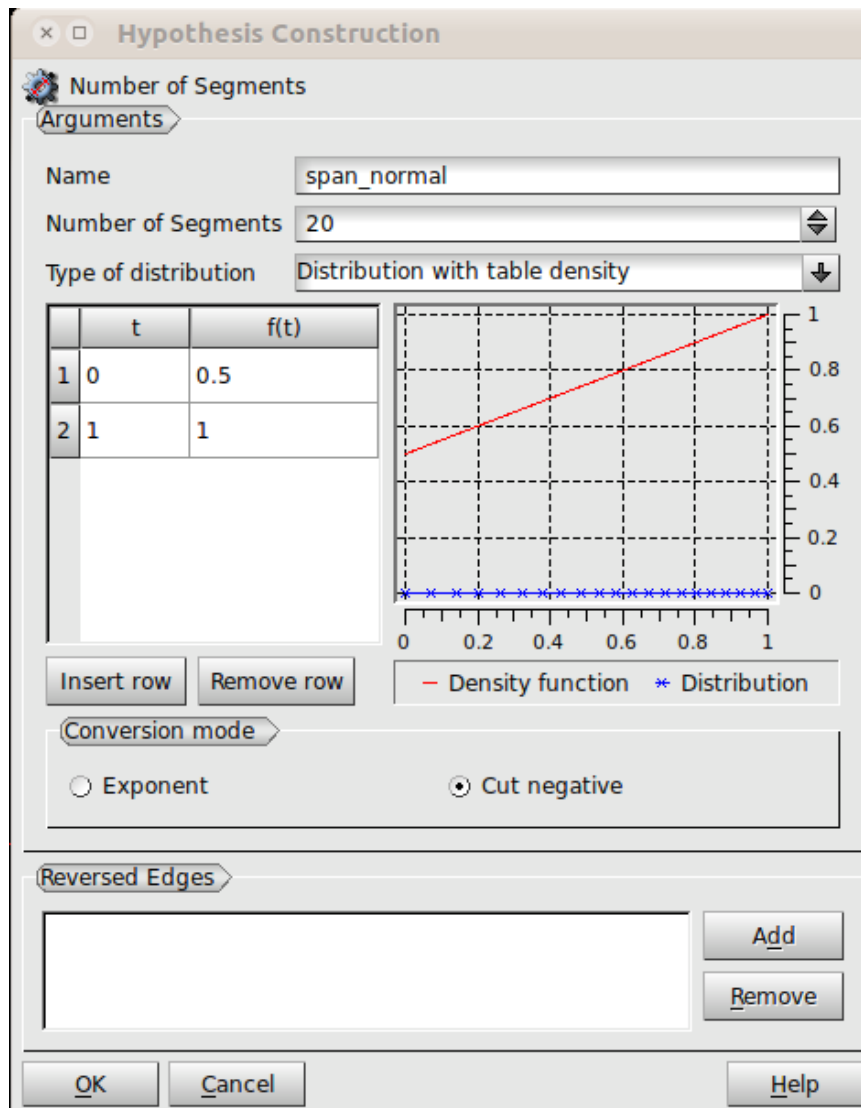 Hypothesis Construction
Number of Segments
Arguments
Name span_normal
Number of Segments 20
Type of distribution Distribution with table density
t f(t)
1 0 0.5
2 1 1
1
0.8
0.6
0.4
0.2
0
0 0.2 0.4 0.6 0.8 1
Insert row Remove row
Density function Distribution
Conversion mode
Exponent Cut negative
Reversed Edges
Add
Remove
OK Cancel Help